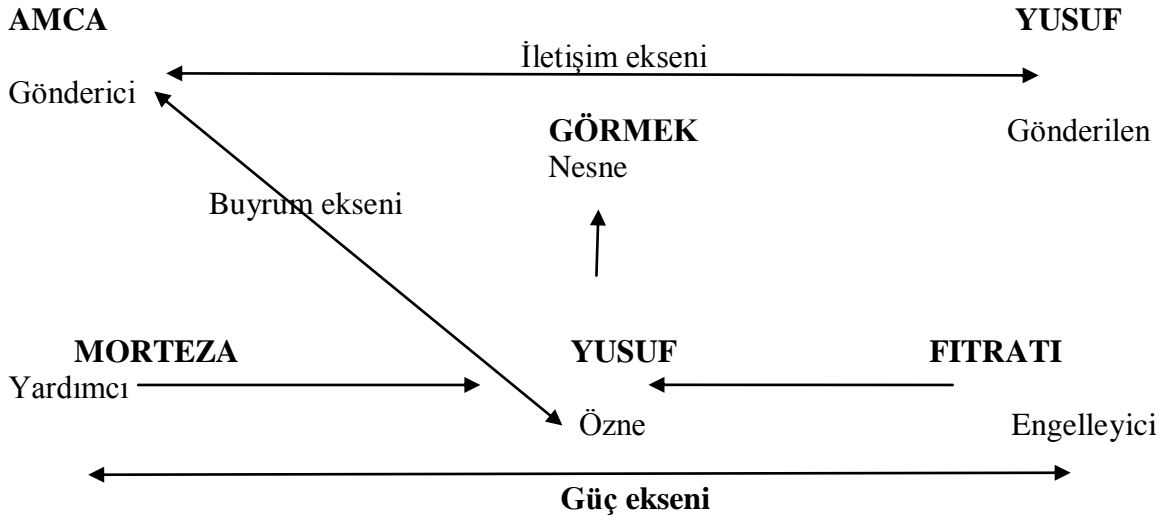 AMCA YUSUF
İletişim ekseni
Gönderici
GÖRMEK Gönderilen
Nesne
Buyrum ekseni
MORTEZA YUSUF FITRATI
Yardımcı
Özne Engelleyici
Güç ekseni